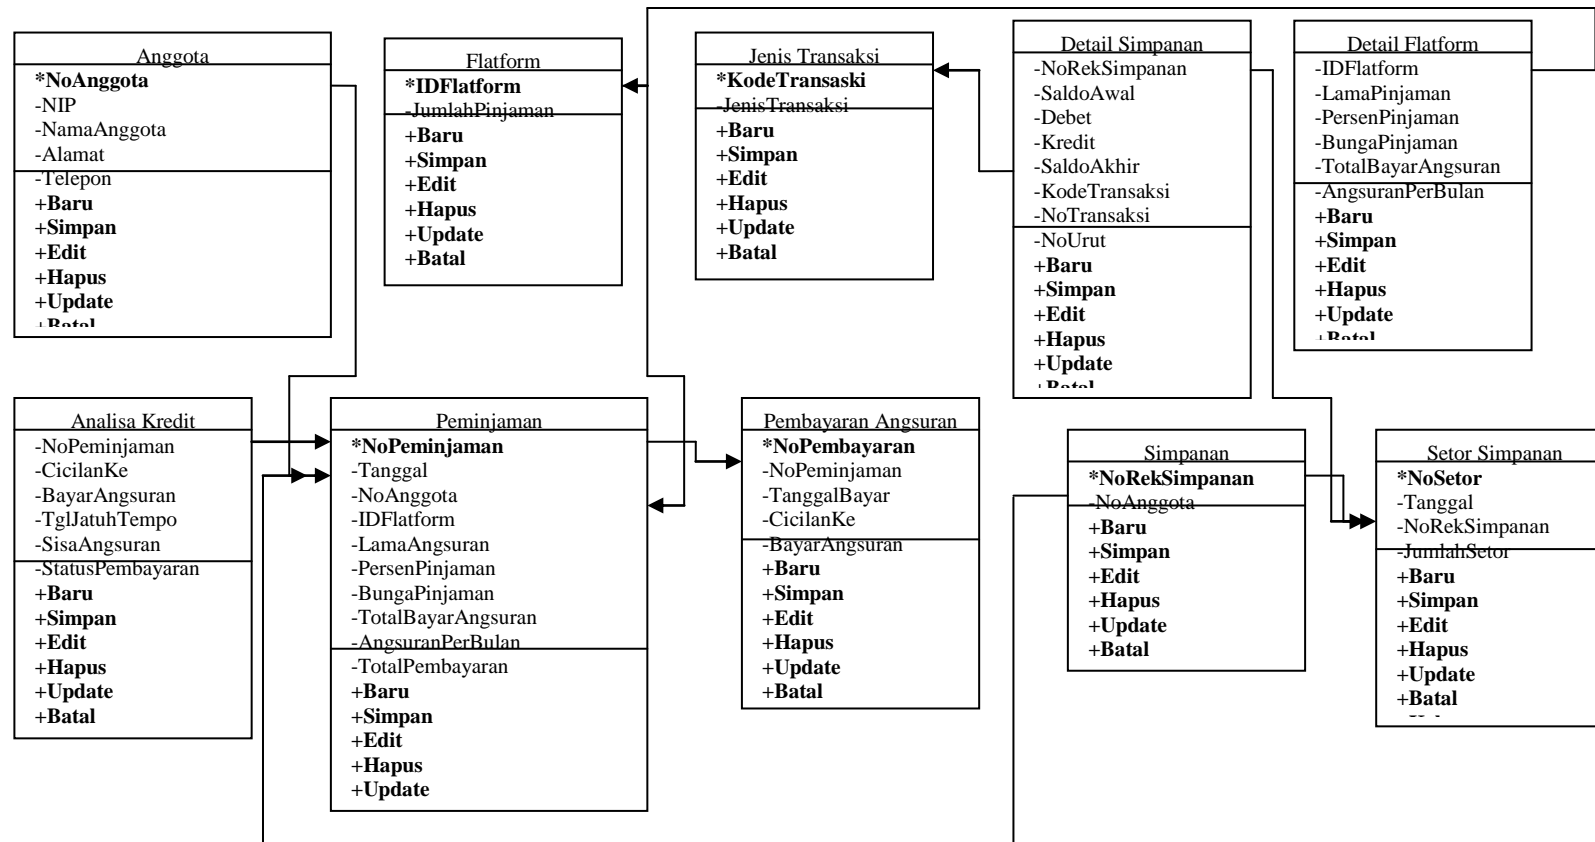 Anggota
*NoAnggota
-NIP
-NamaAnggota
-Alamat
-Telepon
+Baru
+Simpan
+Edit
+Hapus
+Update
+Batal
Flatform
*IDFlatform
-JumlahPinjaman
+Baru
+Simpan
+Edit
+Hapus
+Update
+Batal
Jenis Transaksi
*KodeTransaski
-JenisTransaksi
+Baru
+Simpan
+Edit
+Hapus
+Update
+Batal
Detail Simpanan
-NoRekSimpanan
-SaldoAwal
-Debet
-Kredit
-SaldoAkhir
-KodeTransaksi
-NoTransaksi
-NoUrut
+Baru
+Simpan
+Edit
+Hapus
+Update
+Batal
Detail Flatform
-IDFlatform
-LamaPinjaman
-PersenPinjaman
-BungaPinjaman
-TotalBayarAngsuran
-AngsuranPerBulan
+Baru
+Simpan
+Edit
+Hapus
+Update
+Batal
Analisa Kredit
-NoPeminjaman
-CicilanKe
-BayarAngsuran
-TglJatuhTempo
-SisaAngsuran
-StatusPembayaran
+Baru
+Simpan
+Edit
+Hapus
+Update
+Batal
Peminjaman
*NoPeminjaman
-Tanggal
-NoAnggota
-IDFlatform
-LamaAngsuran
-PersenPinjaman
-BungaPinjaman
-TotalBayarAngsuran
-AngsuranPerBulan
-TotalPembayaran
+Baru
+Simpan
+Edit
+Hapus
+Update
Pembayaran Angsuran
*NoPembayaran
-NoPeminjaman
-TanggalBayar
-CicilanKe
-BayarAngsuran
+Baru
+Simpan
+Edit
+Hapus
+Update
+Batal
Simpanan
*NoRekSimpanan
-NoAnggota
+Baru
+Simpan
+Edit
+Hapus
+Update
+Batal
Setor Simpanan
*NoSetor
-Tanggal
-NoRekSimpanan
-JumlahSetor
+Baru
+Simpan
+Edit
+Hapus
+Update
+Batal